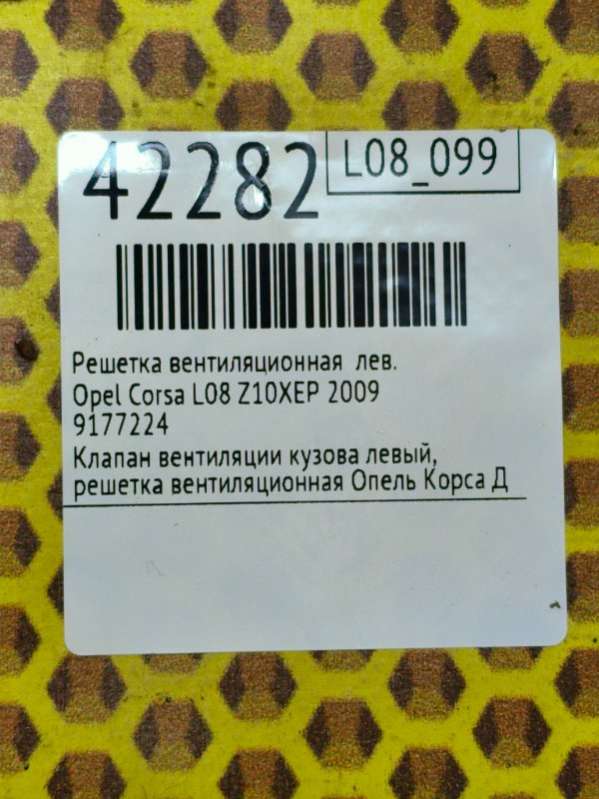 42282
L08_099
Решетка вентиляционная лев.
Opel Corsa L08 Z10XEP 2009
9177224
Клапан вентиляции кузова левый,
решетка вентиляционная Опель Корса Д